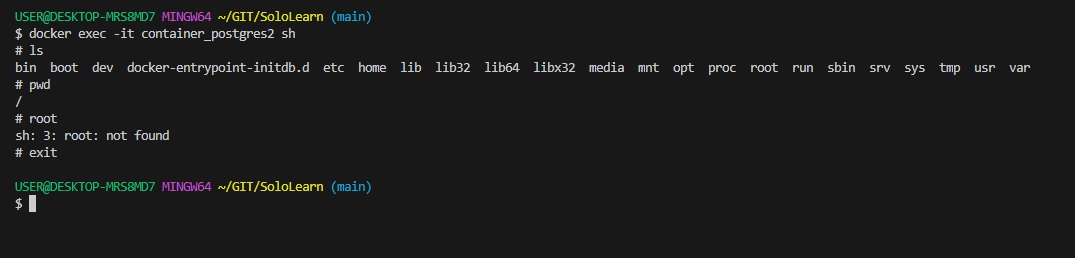 USER@DESKTOP-MRS8MD7 MINGW64 ~/GIT/SoloLearn (main)
$ docker exec -it container_postgres2 sh
# ls
bin  boot  dev  docker-entrypoint-initdb.d  etc  home  lib  lib32  lib64  libx32  media  mnt  opt  proc  root  run  sbin  srv  sys  tmp  usr  var
# pwd
/
# root
sh: 3: root: not found
# exit

USER@DESKTOP-MRS8MD7 MINGW64 ~/GIT/SoloLearn (main)
$